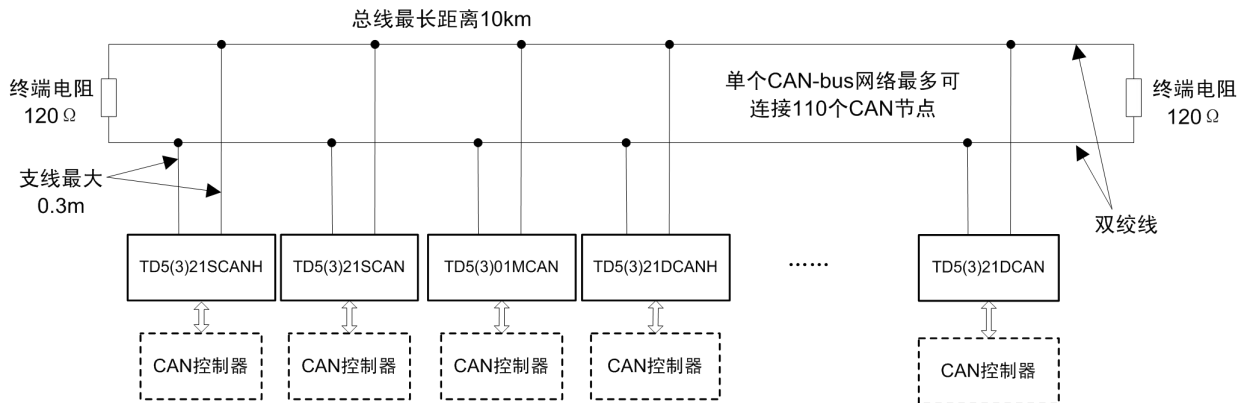 总线最长距离10km
终端电阻
120Ω
单个CAN-bus网络最多可
连接110个CAN节点
终端电阻
120Ω
支线最大
0.3m
双绞线
TD5(3)21SCANH
TD5(3)21SCAN
TD5(3)01MCAN
TD5(3)21DCANH
……
TD5(3)21DCAN
CAN控制器
CAN控制器
CAN控制器
CAN控制器
CAN控制器